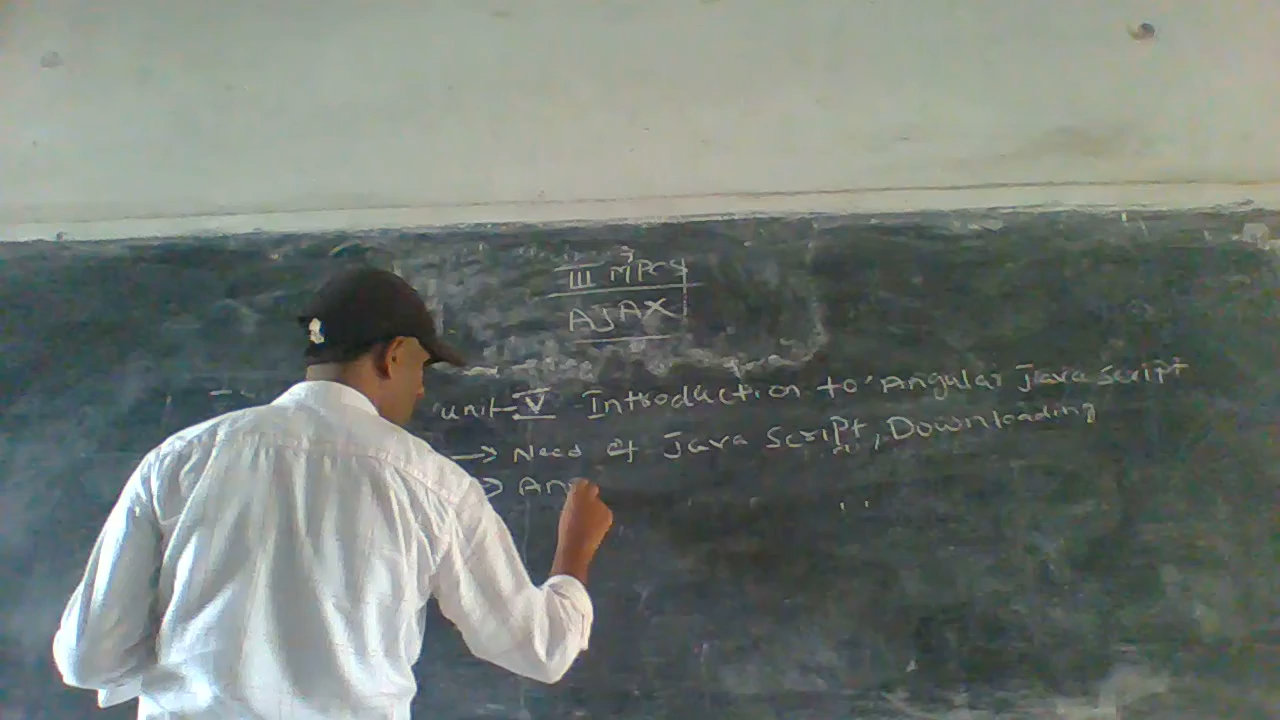 III MPCS
AJAX
unit-V Introduction to Angular Java Script
→ Need of Java Script, Downloading
→ An